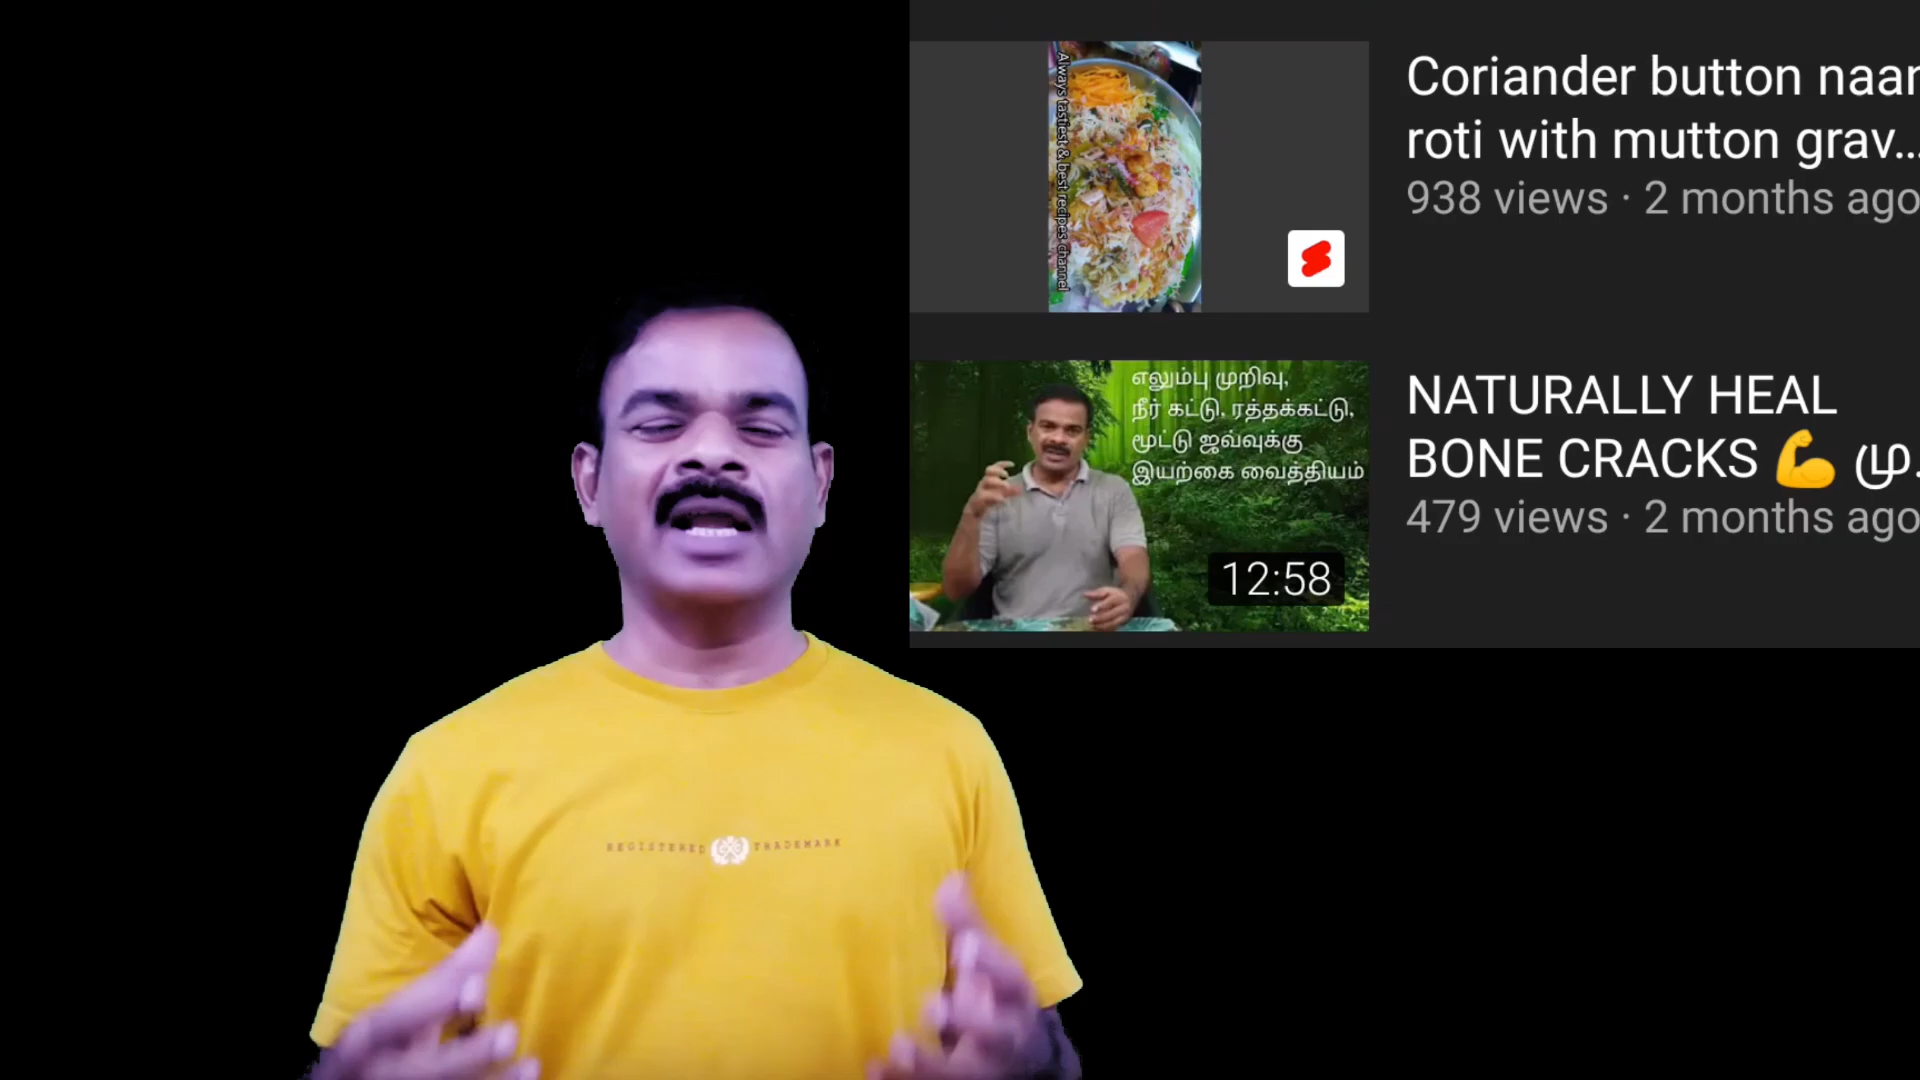 Always tastiest & best recipes channel
Coriander button naan
roti with mutton grav...
938 views · 2 months ago
எலும்பு முறிவு,
நீர் கட்டு, ரத்தக்கட்டு,
மூட்டு ஜவ்வுக்கு
இயற்கை வைத்தியம்
12:58
NATURALLY HEAL
BONE CRACKS 💪 மு.
479 views · 2 months ago
REGISTERED TRADEMARK